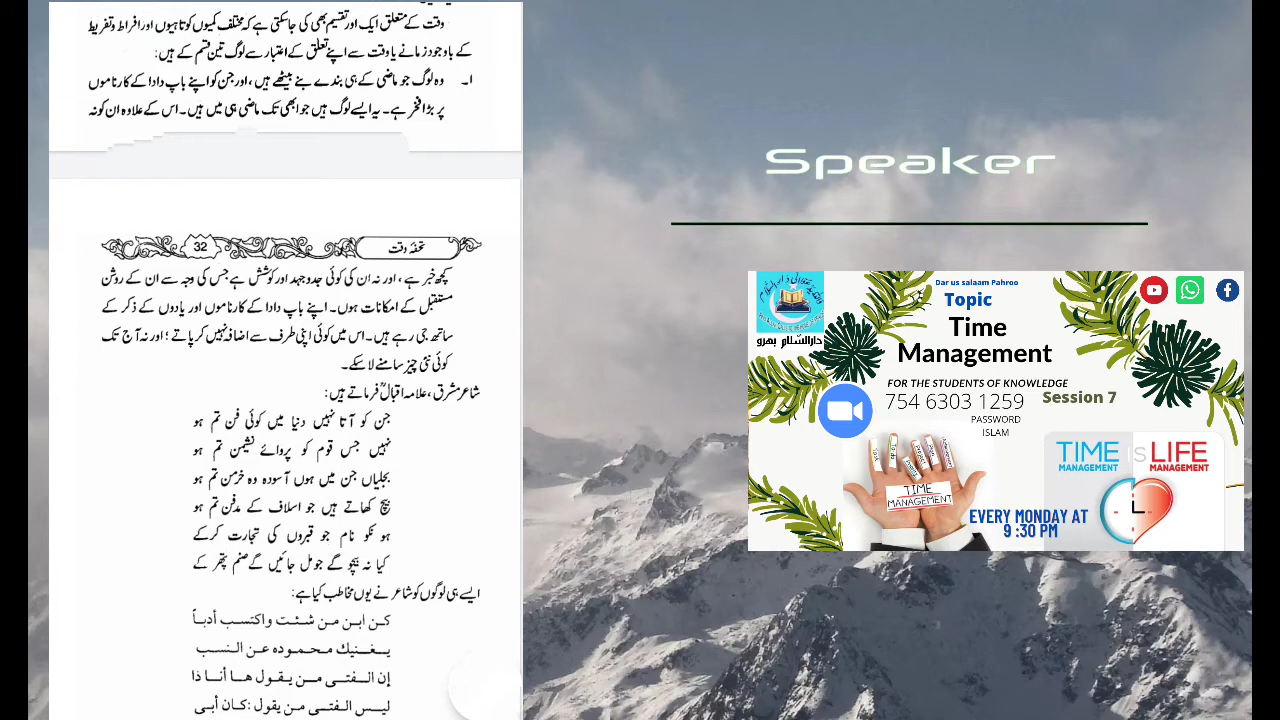 وقت کے متعلق ایک اور تقسیم بھی کی جاسکتی ہے کہ مختلف کمیوں کوتاہیوں اور افراط و تفریط
کے باوجود زمانے یا وقت سے اپنے تعلق کے اعتبار سے لوگ تین قسم کے ہیں:
۱۔ وہ لوگ جو ماضی کے ہی بندے بنے بیٹھے ہیں، اور جن کو اپنے باپ دادا کے کارناموں
پر بڑا فخر ہے۔ یہ ایسے لوگ ہیں جو ابھی تک ماضی ہی میں ہیں۔ اس کے علاوہ ان کو نہ
تحفۂ وقت
32
کچھ خبر ہے، اور نہ ان کی کوئی جدوجہد اور کوشش ہے جس کی وجہ سے ان کے روشن
مستقبل کے امکانات ہوں۔ اپنے باپ دادا کے کارناموں اور یادوں کے ذکر کے
ساتھ جی رہے ہیں۔ اس میں کوئی اپنی طرف سے اضافہ نہیں کر پاتے؛ اور نہ آج تک
کوئی نئی چیز سامنے لا سکے۔
شاعر مشرق، علامہ اقبالؒ فرماتے ہیں:
جن کو آتا نہیں دنیا میں کوئی فن تم ہو
نہیں جس قوم کو پروائے نشیمن تم ہو
بجلیاں جن میں ہوں آسودہ وہ خرمن تم ہو
بیچ کھاتے ہیں جو اسلاف کے مدفن تم ہو
ہو نکو نام جو قبروں کی تجارت کرکے
کیا نہ بیچو گے جو مل جائیں گے صنم پتھر کے
ایسے ہی لوگوں کو شاعر نے یوں مخاطب کیا ہے:
كن ابن من شئت واكتسب أدباً
يغنيك محموده عن النسب
إن الفتى من يقول ها أنا ذا
ليس الفتى من يقول: كان أبي
Speaker
Dar us salaam Pahroo
Topic
Time
Management
دارالسّلام پهرو
FOR THE STUDENTS OF KNOWLEDGE
754 6303 1259
Session 7
PASSWORD
ISLAM
TIME
MANAGEMENT
IS
LIFE
MANAGEMENT
TIME
MANAGEMENT
EVERY MONDAY AT
9 :30 PM